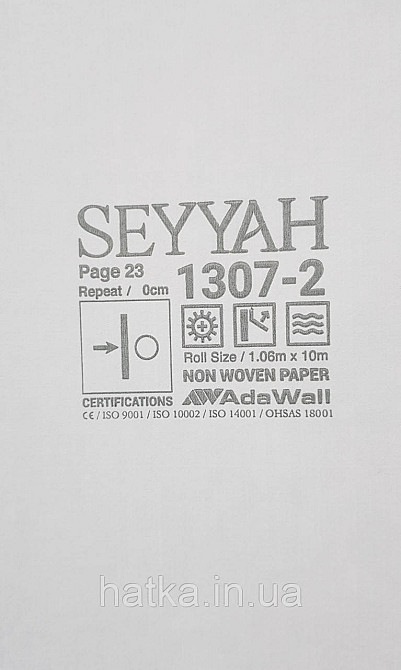 SEYYAH
Page 23
1307-2
Repeat / 0cm
Roll Size / 1.06m x 10m
NON WOVEN PAPER
CERTIFICATIONS
AdaWall
CE / ISO 9001 / ISO 10002 / ISO 14001 / OHSAS 18001
hatka.in.ua